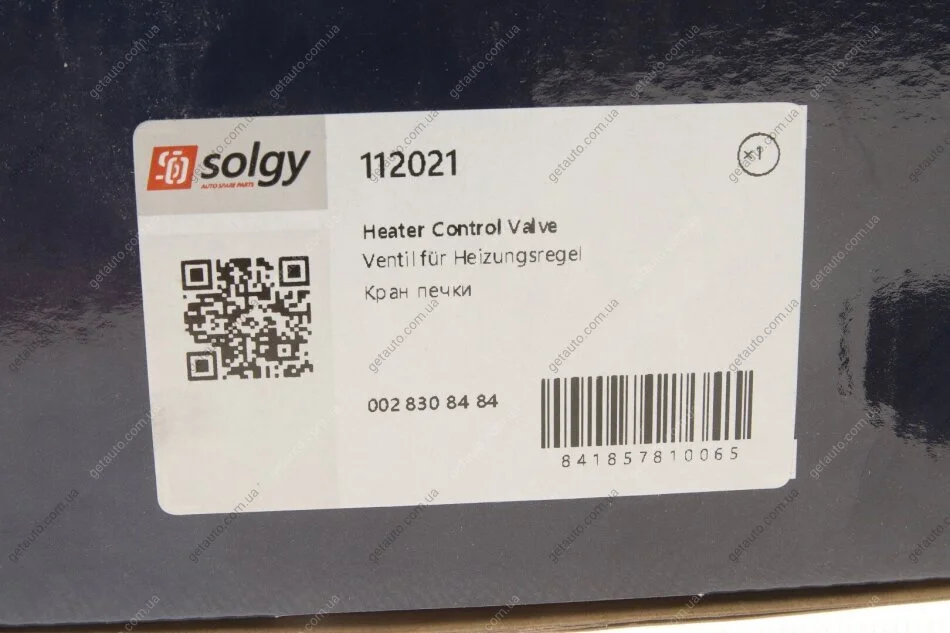 solgy
AUTO SPARE PARTS
112021
x1
Heater Control Valve
Ventil für Heizungsregel
Кран печки
002 830 84 84
841857810065
getauto.com.ua